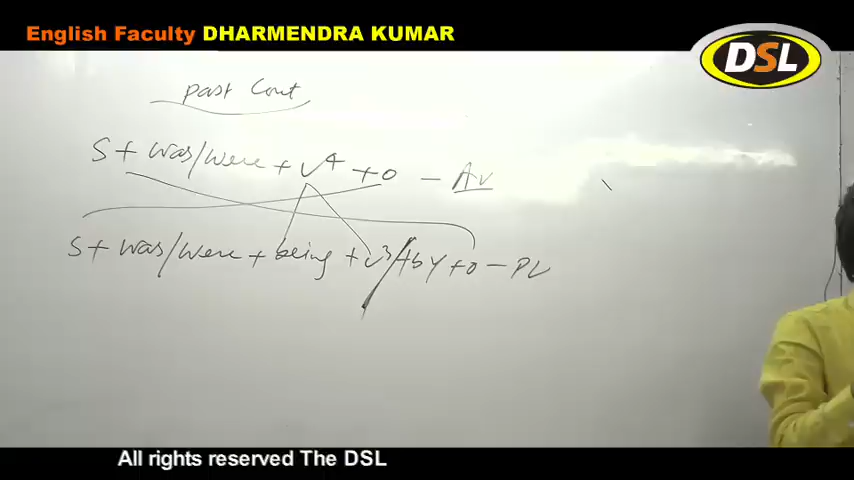 English Faculty DHARMENDRA KUMAR
DSL
past Cont
S + was/were + v4 + o - Av
S + was/were + being + v3/+by + o - PV
All rights reserved The DSL